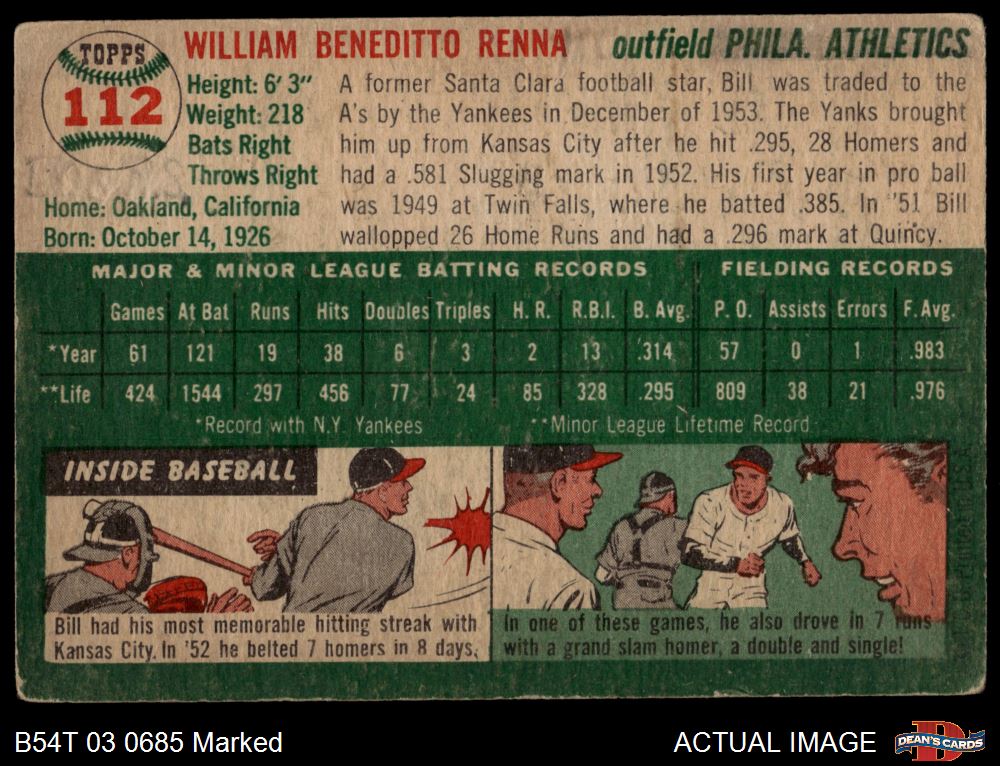 TOPPS
112
WILLIAM BENEDITTO RENNA outfield PHILA. ATHLETICS
Height: 6' 3"
Weight: 218
Bats Right
Throws Right
Home: Oakland, California
Born: October 14, 1926
A former Santa Clara football star, Bill was traded to the
A's by the Yankees in December of 1953. The Yanks brought
him up from Kansas City after he hit .295, 28 Homers and
had a .581 Slugging mark in 1952. His first year in pro ball
was 1949 at Twin Falls, where he batted .385. In '51 Bill
walloped 26 Home Runs and had a .296 mark at Quincy.
MAJOR & MINOR LEAGUE BATTING RECORDS FIELDING RECORDS
Games At Bat Runs Hits Doubles Triples H. R. R.B.I. B. Avg. P. O. Assists Errors F. Avg.
*Year 61 121 19 38 6 3 2 13 .314 57 0 1 .983
**Life 424 1544 297 456 77 24 85 328 .295 809 38 21 .976
*Record with N.Y. Yankees **Minor League Lifetime Record
INSIDE BASEBALL
Bill had his most memorable hitting streak with
Kansas City. In '52 he belted 7 homers in 8 days,
In one of these games, he also drove in 7 runs
with a grand slam homer, a double and single!
B54T 03 0685 Marked
ACTUAL IMAGE
DEAN'S CARDS